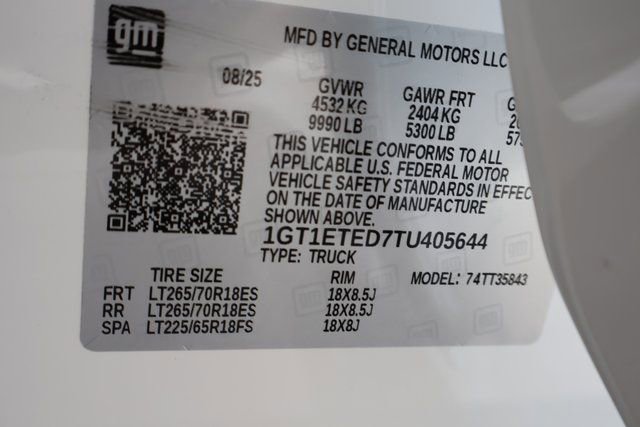 gm
MFD BY GENERAL MOTORS LLC
08/25
GVWR
4532 KG
9990 LB
GAWR FRT
2404 KG
5300 LB
THIS VEHICLE CONFORMS TO ALL
APPLICABLE U.S. FEDERAL MOTOR
VEHICLE SAFETY STANDARDS IN EFFEC
ON THE DATE OF MANUFACTURE
SHOWN ABOVE.
1GT1ETED7TU405644
TYPE: TRUCK
TIRE SIZE RIM MODEL: 74TT35843
FRT LT265/70R18ES 18X8.5J
RR LT265/70R18ES 18X8.5J
SPA LT225/65R18FS 18X8J